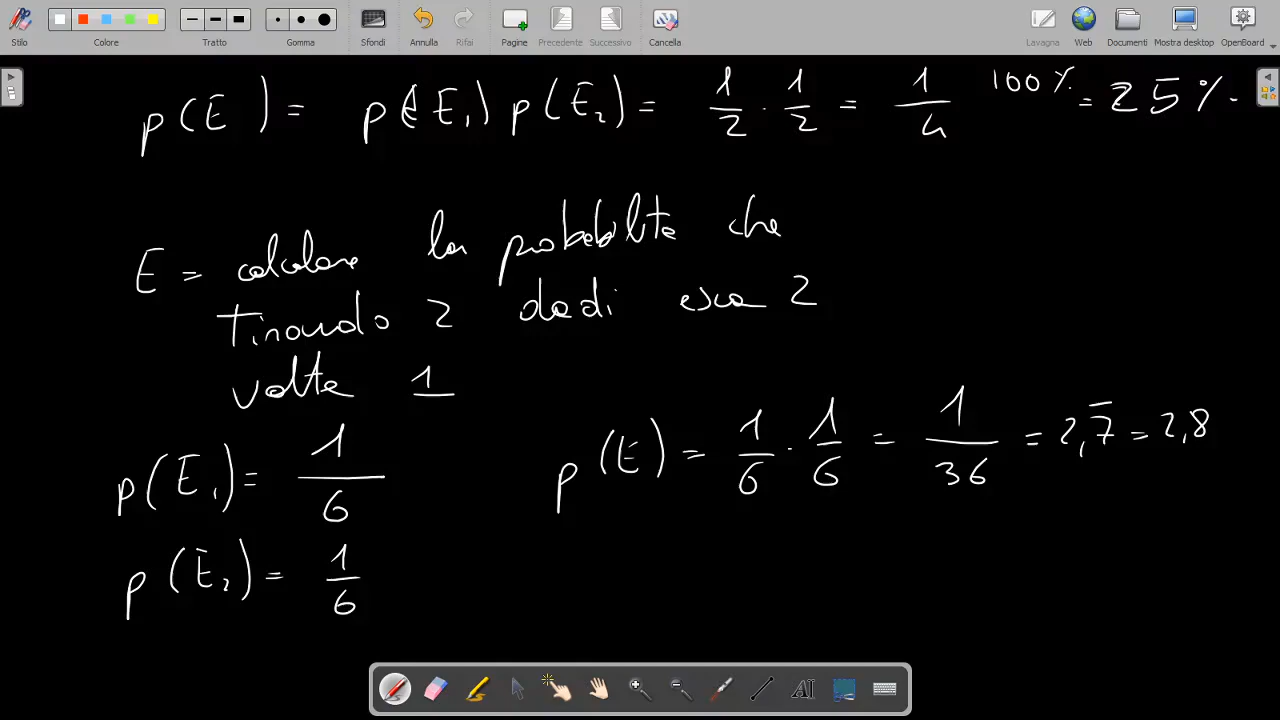 Stilo Colore Tratto Gomma Sfondi Annulla Rifai Pagine Precedente Successivo Cancella Lavagna Web Documenti Mostra desktop OpenBoard
p(E) = p(E₁) p(E₂) = 1/2 · 1/2 = 1/4 100% = 25%
E = calcolare la probabilita che
tirando 2 dadi esca 2
volte 1
p(E₁) = 1/6
p(E) = 1/6 · 1/6 = 1/36 = 2,7̅ = 2,8
p(E₂) = 1/6